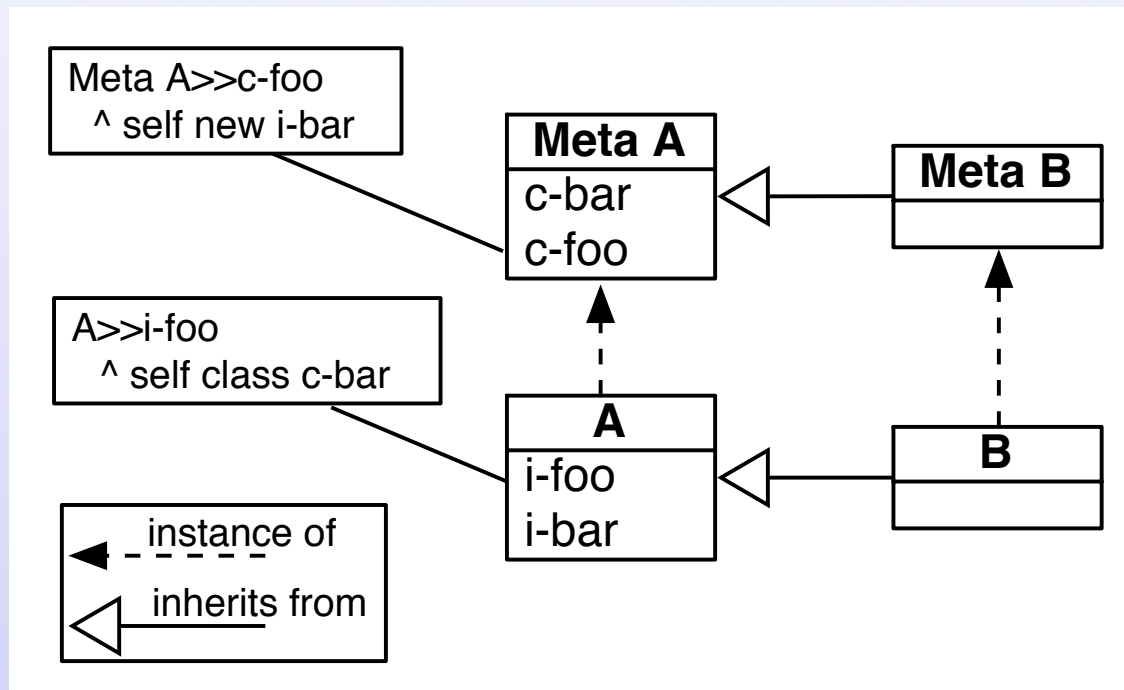 Meta A>>c-foo
^ self new i-bar
Meta A
c-bar
c-foo
Meta B
A>>i-foo
^ self class c-bar
A
i-foo
i-bar
B
instance of
inherits from